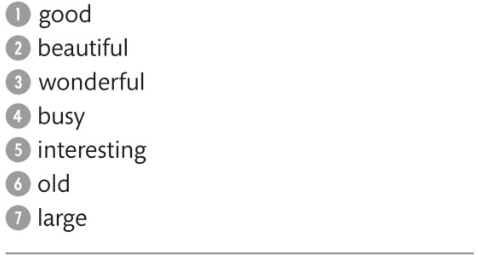 1 good
2 beautiful
3 wonderful
4 busy
5 interesting
6 old
7 large